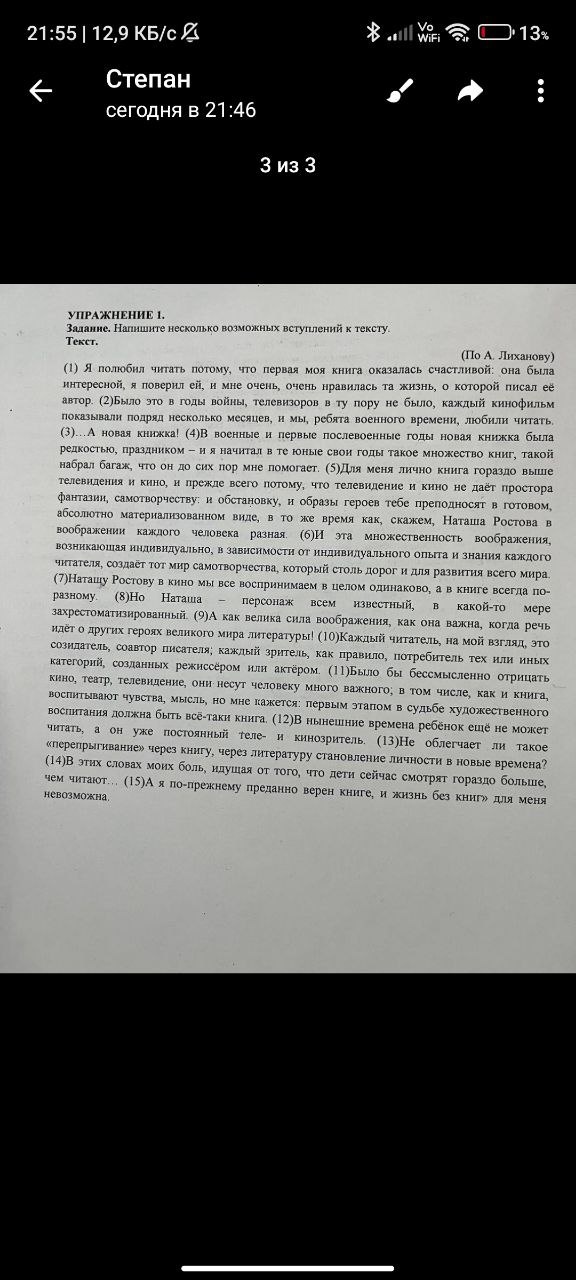 21:55 | 12,9 КБ/с
Vo
WiFi
13%
Степан
сегодня в 21:46
3 из 3
УПРАЖНЕНИЕ 1.
Задание. Напишите несколько возможных вступлений к тексту.
Текст.
(По А. Лиханову)
(1) Я полюбил читать потому, что первая моя книга оказалась счастливой: она была
интересной, я поверил ей, и мне очень, очень нравилась та жизнь, о которой писал её
автор. (2)Было это в годы войны, телевизоров в ту пору не было, каждый кинофильм
показывали подряд несколько месяцев, и мы, ребята военного времени, любили читать.
(3)…А новая книжка! (4)В военные и первые послевоенные годы новая книжка была
редкостью, праздником – и я начитал в те юные свои годы такое множество книг, такой
набрал багаж, что он до сих пор мне помогает. (5)Для меня лично книга гораздо выше
телевидения и кино, и прежде всего потому, что телевидение и кино не даёт простора
фантазии, самотворчеству: и обстановку, и образы героев тебе преподносят в готовом,
абсолютно материализованном виде, в то же время как, скажем, Наташа Ростова в
воображении каждого человека разная. (6)И эта множественность воображения,
возникающая индивидуально, в зависимости от индивидуального опыта и знания каждого
читателя, создаёт тот мир самотворчества, который столь дорог и для развития всего мира.
(7)Натащу Ростову в кино мы все воспринимаем в целом одинаково, а в книге всегда по-
разному. (8)Но Наташа – персонаж всем известный, в какой-то мере
захрестоматизированный. (9)А как велика сила воображения, как она важна, когда речь
идёт о других героях великого мира литературы! (10)Каждый читатель, на мой взгляд, это
созидатель, соавтор писателя; каждый зритель, как правило, потребитель тех или иных
категорий, созданных режиссёром или актёром. (11)Было бы бессмысленно отрицать
кино, театр, телевидение, они несут человеку много важного; в том числе, как и книга,
воспитывают чувства, мысль, но мне кажется: первым этапом в судьбе художественного
воспитания должна быть всё-таки книга. (12)В нынешние времена ребёнок ещё не может
читать, а он уже постоянный теле- и кинозритель. (13)Не облегчает ли такое
«перепрыгивание» через книгу, через литературу становление личности в новые времена?
(14)В этих словах моих боль, идущая от того, что дети сейчас смотрят гораздо больше,
чем читают… (15)А я по-прежнему преданно верен книге, и жизнь без книг» для меня
невозможна.